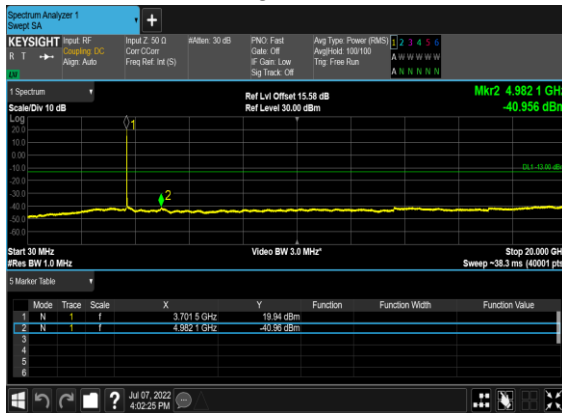 Spectrum Analyzer 1
Swept SA
KEYSIGHT Input: RF Input Z: 50 Ω #Atten: 30 dB PNO: Fast Avg Type: Power (RMS) 1 2 3 4 5 6
R T Coupling: DC Corr CCorr Gate: Off Avg|Hold: 100/100 A W W W W W
Align: Auto Freq Ref: Int (S) IF Gain: Low Trig: Free Run
Sig Track: Off A N N N N N
1 Spectrum Ref Lvl Offset 15.58 dB Mkr2 4.982 1 GHz
Scale/Div 10 dB Ref Level 30.00 dBm -40.956 dBm
Log
20.0
10.0
0.00
-10.0
-20.0
-30.0
-40.0
-50.0
-60.0
1
2
DL1 -13.00 dBm
Start 30 MHz Video BW 3.0 MHz* Stop 20.000 GHz
#Res BW 1.0 MHz Sweep ~38.3 ms (40001 pts)
5 Marker Table
Mode Trace Scale X Y Function Function Width Function Value
1 N 1 f 3.701 5 GHz 19.94 dBm
2 N 1 f 4.982 1 GHz -40.96 dBm
3
4
5
6
? Jul 07, 2022
4:02:25 PM